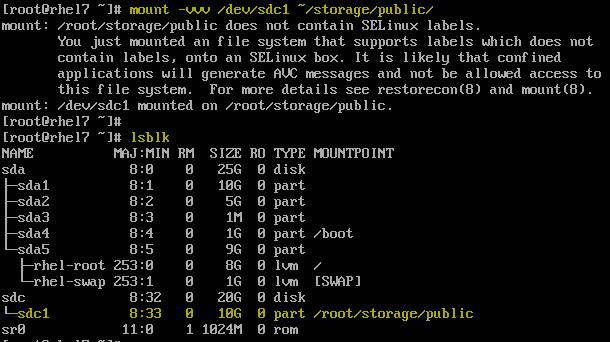 [root@rhel7 ~]# mount -vvv /dev/sdc1 ~/storage/public/
mount: /root/storage/public does not contain SELinux labels.
       You just mounted an file system that supports labels which does not
       contain labels, onto an SELinux box. It is likely that confined
       applications will generate AVC messages and not be allowed access to
       this file system.  For more details see restorecon(8) and mount(8).
mount: /dev/sdc1 mounted on /root/storage/public.
[root@rhel7 ~]#
[root@rhel7 ~]# lsblk
NAME          MAJ:MIN RM  SIZE RO TYPE MOUNTPOINT
sda             8:0    0   25G  0 disk
├─sda1          8:1    0   10G  0 part
├─sda2          8:2    0    5G  0 part
├─sda3          8:3    0    1M  0 part
├─sda4          8:4    0    1G  0 part /boot
└─sda5          8:5    0    9G  0 part
  ├─rhel-root 253:0    0    8G  0 lvm  /
  └─rhel-swap 253:1    0    1G  0 lvm  [SWAP]
sdc             8:32   0   20G  0 disk
└─sdc1          8:33   0   10G  0 part /root/storage/public
sr0            11:0    1 1024M  0 rom
[root@rhel7 ~]#